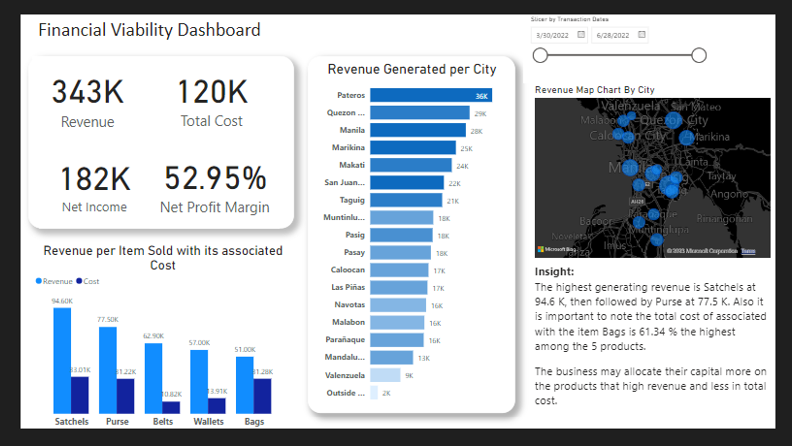 Financial Viability Dashboard
343K
Revenue
120K
Total Cost
182K
Net Income
52.95%
Net Profit Margin
Revenue per Item Sold with its associated
Cost
Revenue Cost
94.60K
77.50K
62.90K
57.00K
51.00K
33.01K
31.22K
10.82K
13.91K
31.28K
Satchels Purse Belts Wallets Bags
Revenue Generated per City
Pateros 36K
Quezon ... 29K
Manila 28K
Marikina 25K
Makati 24K
San Juan... 22K
Taguig 21K
Muntinlu... 18K
Pasig 18K
Pasay 18K
Caloocan 17K
Las Piñas 17K
Navotas 16K
Malabon 16K
Parañaque 16K
Mandalu... 13K
Valenzuela 9K
Outside ... 2K
Slicer by Transaction Dates
3/30/2022 6/28/2022
Revenue Map Chart By City
Valenzuela
San Mateo
Malabon
Quezon City
Caloocan City
Marikina
Manila
Cainta
Taytay
Angono
Bacoor
Muntinlupa
Binangonan
Imus
Microsoft Bing
Microsoft Corporation Terms
Insight:
The highest generating revenue is Satchels at
94.6 K, then followed by Purse at 77.5 K. Also it
is important to note the total cost of associated
with the item Bags is 61.34 % the highest
among the 5 products.
The business may allocate their capital more on
the products that high revenue and less in total
cost.